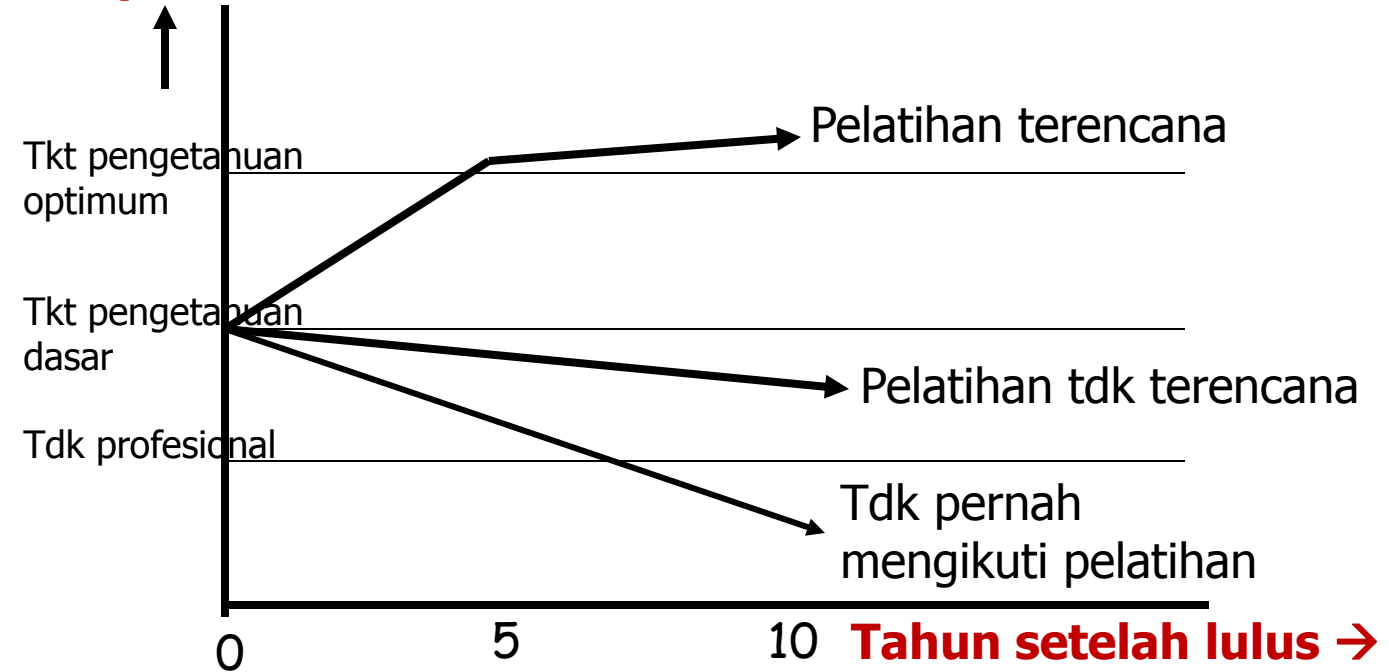 Pelatihan terencana
Tkt pengetahuan
optimum
Tkt pengetahuan
dasar
Pelatihan tdk terencana
Tdk profesional
Tdk pernah
mengikuti pelatihan
0
5
10
Tahun setelah lulus →